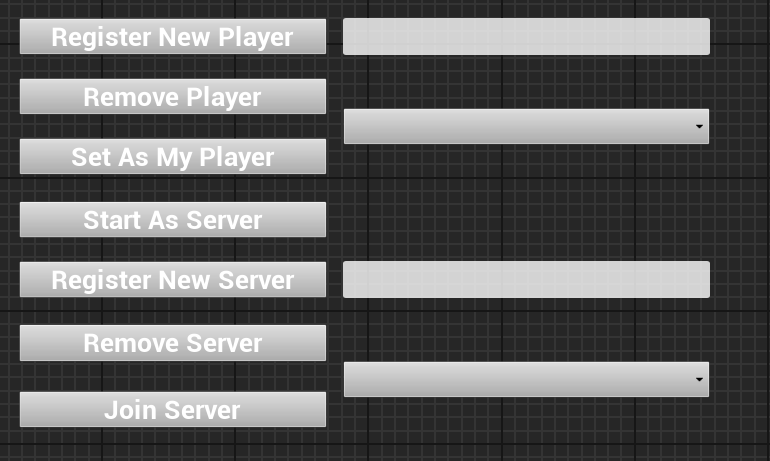 Register New Player
Remove Player
Set As My Player
Start As Server
Register New Server
Remove Server
Join Server